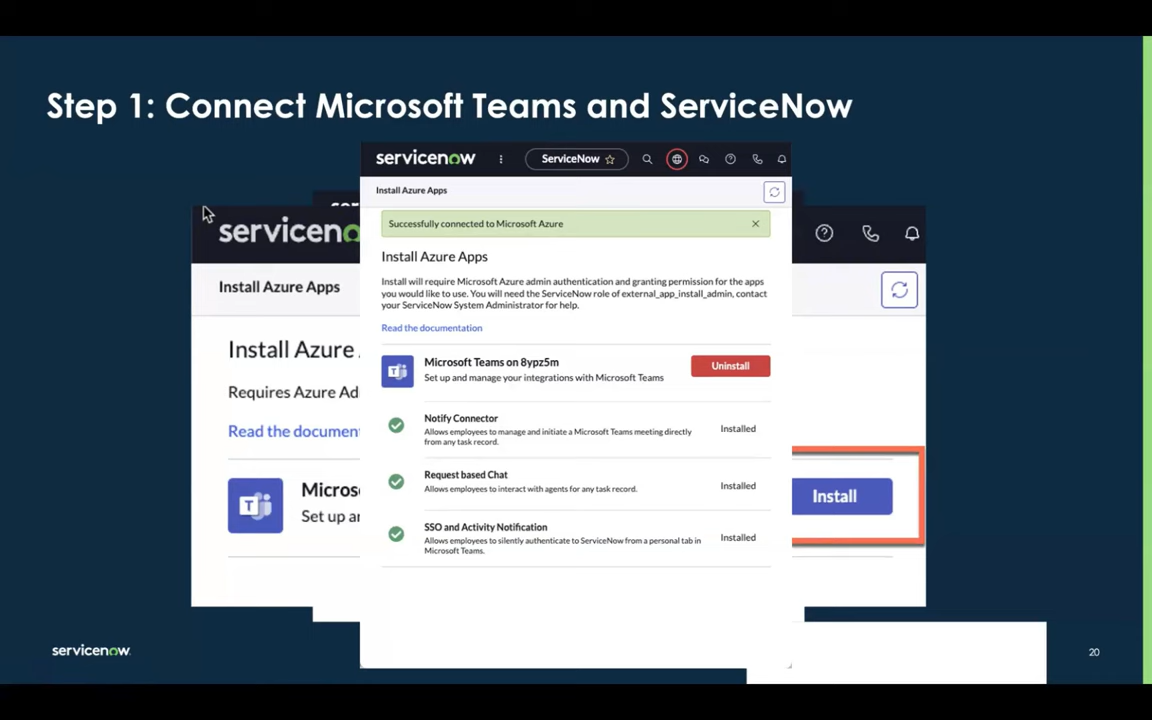 Step 1: Connect Microsoft Teams and ServiceNow
servicenow
ServiceNow
Install Azure Apps
Successfully connected to Microsoft Azure
Install Azure Apps
Install will require Microsoft Azure admin authentication and granting permission for the apps
you would like to use. You will need the ServiceNow role of external_app_install_admin, contact
your ServiceNow System Administrator for help.
Read the documentation
Microsoft Teams on 8ypz5m
Uninstall
Set up and manage your integrations with Microsoft Teams
Notify Connector
Allows employees to manage and initiate a Microsoft Teams meeting directly
from any task record.
Installed
Request based Chat
Allows employees to interact with agents for any task record.
Installed
SSO and Activity Notification
Allows employees to silently authenticate to ServiceNow from a personal tab in
Microsoft Teams.
Installed
serviceno
Install Azure Apps
Install Azure
Requires Azure Ad
Read the documen
Micros
Set up ar
Install
servicenow
20